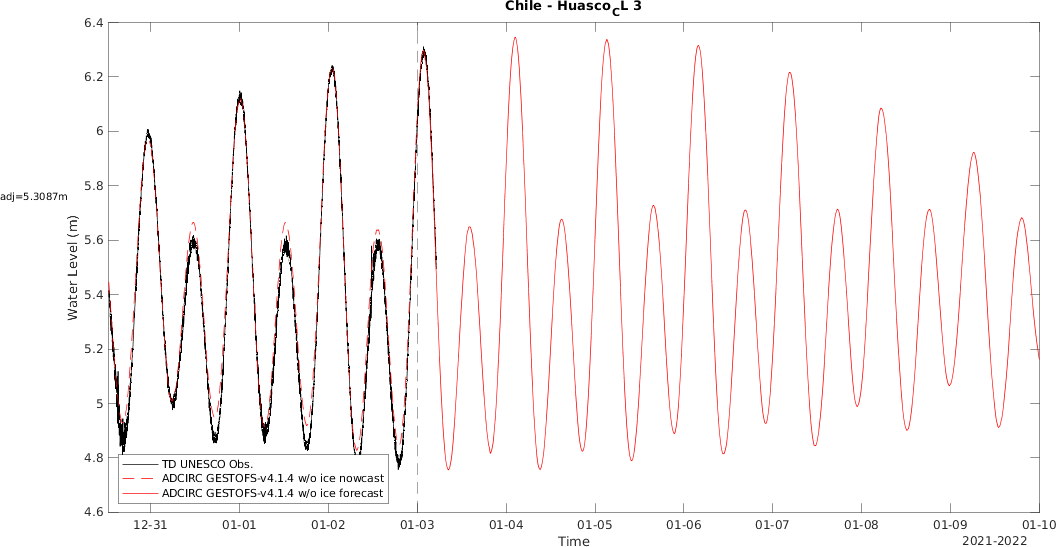 Chile - HuascoCL 3
6.4
6.2
6
5.8
5.6
5.4
5.2
5
4.8
4.6
adj=5.3087m
Water Level (m)
TD UNESCO Obs.
ADCIRC GESTOFS-v4.1.4 w/o ice nowcast
ADCIRC GESTOFS-v4.1.4 w/o ice forecast
12-31 01-01 01-02 01-03 01-04 01-05 01-06 01-07 01-08 01-09 01-10
Time
2021-2022